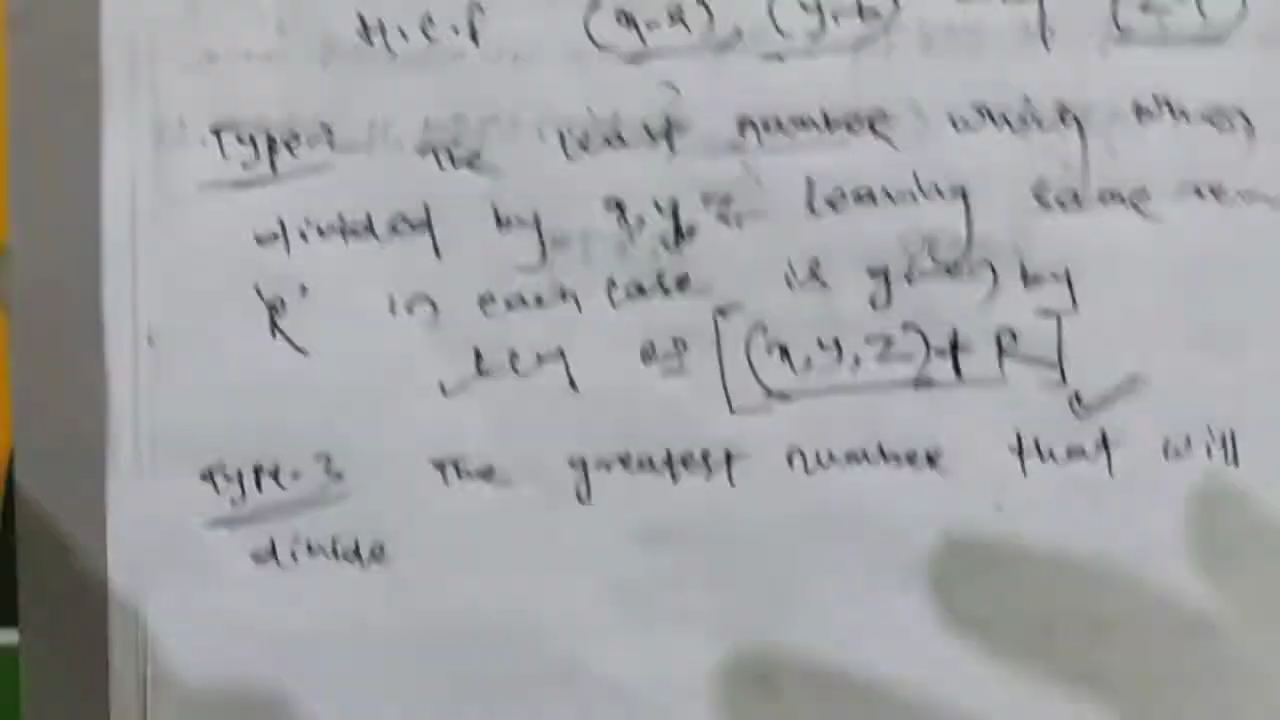 H.C.F (x-a), (y-b)
Type-2 The least number which when
divided by x, y, z leaving same rem
'R' in each case is given by
LCM of [(x, y, z) + R]
Type-3 The greatest number that will
divide